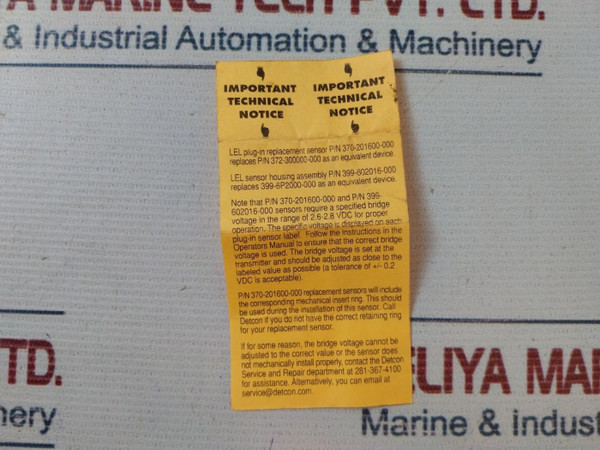 YA MARINE TECH PVT. LTD.
& Industrial Automation & Machinery
IMPORTANT
TECHNICAL
NOTICE
IMPORTANT
TECHNICAL
NOTICE
LEL plug-in replacement sensor P/N 370-201600-000
replaces P/N 372-300000-000 as an equivalent device
LEL sensor housing assembly P/N 399-602016-000
replaces 399-6P2000-000 as an equivalent device.
Note that P/N 370-201600-000 and P/N 399-
602016-000 sensors require a specified bridge
voltage in the range of 2.6-2.8 VDC for proper
operation. The specific voltage is displayed on each
plug-in sensor label. Follow the instructions in the
Operators Manual to ensure that the correct bridge
voltage is used. The bridge voltage is set at the
transmitter and should be adjusted as close to the
labeled value as possible (a tolerance of +/- 0.2
VDC is acceptable).
P/N 370-201600-000 replacement sensors will include
the corresponding mechanical insert ring. This should
be used during the installation of this sensor. Call
Detcon if you do not have the correct retaining ring
for your replacement sensor.
If for some reason, the bridge voltage cannot be
adjusted to the correct value or the sensor does
not mechanically install properly, contact the Detcon
Service and Repair department at 281-367-4100
for assistance. Alternatively, you can email at
service@detcon.com.
TD.
nery
ELIYA MAR
Marine & Indust